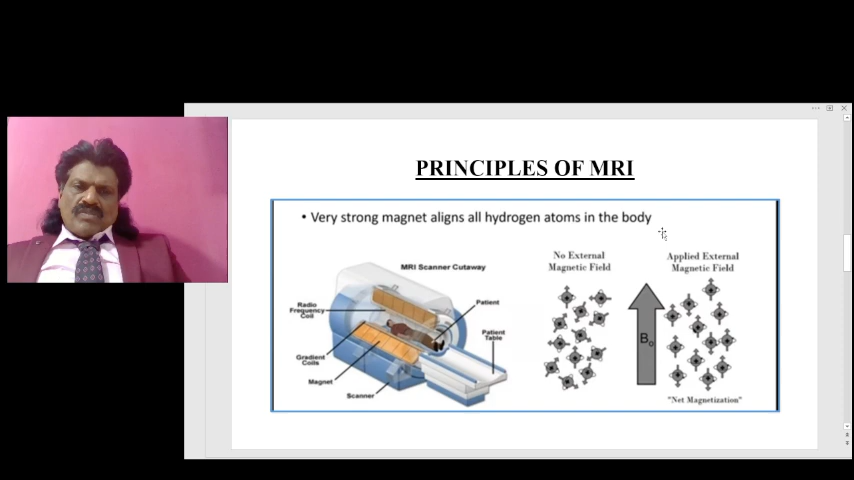 PRINCIPLES OF MRI
• Very strong magnet aligns all hydrogen atoms in the body
MRI Scanner Cutaway
Radio
Frequency
Coil
Patient
Patient
Table
Gradient
Coils
Magnet
Scanner
No External
Magnetic Field
Applied External
Magnetic Field
B₀
"Net Magnetization"